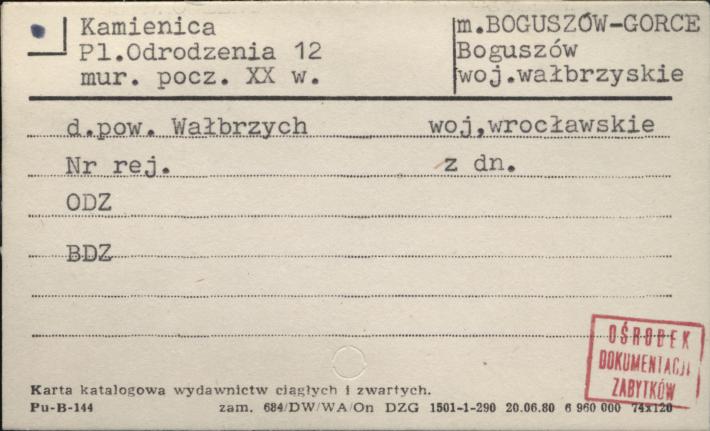 Kamienica
Pl.Odrodzenia 12
mur. pocz. XX w.
m.BOGUSZÓW-GORCE
Boguszów
woj.wałbrzyskie
d.pow. Wałbrzych woj,wrocławskie
Nr rej. z dn.
ODZ
BDZ
OŚRODEK
DOKUMENTACJI
ZABYTKÓW
Karta katalogowa wydawnictw ciągłych i zwartych.
Pu-B-144 zam. 684/DW/WA/On DZG 1501-1-290 20.06.80 6 960 000 74x120